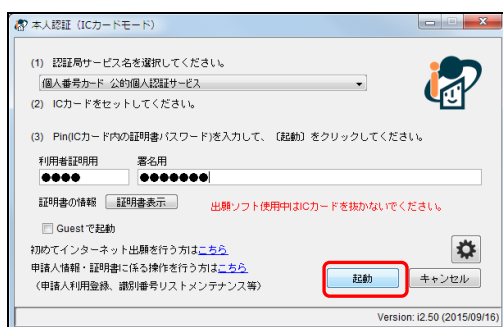 本人認証（ICカードモード）
(1) 認証局サービス名を選択してください。
個人番号カード 公的個人認証サービス
(2) ICカードをセットしてください。
(3) Pin(ICカード内の証明書パスワード)を入力して、〔起動〕をクリックしてください。
利用者証明用 署名用
●●●● ●●●●●●●
証明書の情報 証明書表示 出願ソフト使用中はICカードを抜かないでください。
Guestで起動
初めてインターネット出願を行う方はこちら
申請人情報・証明書に係る操作を行う方はこちら
（申請人利用登録、識別番号リストメンテナンス等）
起動 キャンセル
Version: i2.50 (2015/09/16)